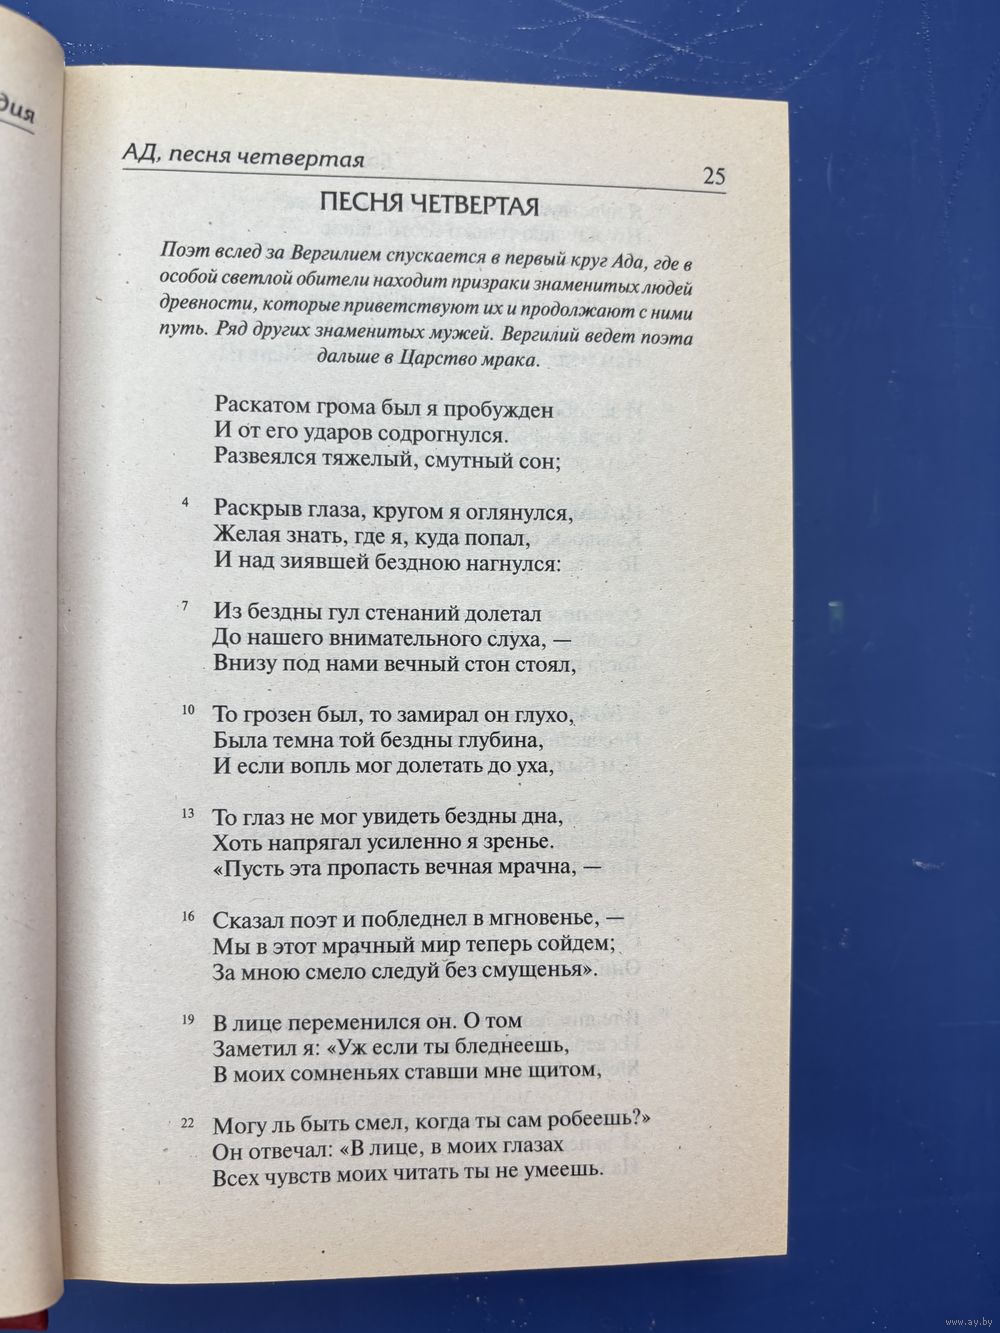 дия
АД, песня четвертая
25
ПЕСНЯ ЧЕТВЕРТАЯ
Поэт вслед за Вергилием спускается в первый круг Ада, где в
особой светлой обители находит призраки знаменитых людей
древности, которые приветствуют их и продолжают с ними
путь. Ряд других знаменитых мужей. Вергилий ведет поэта
дальше в Царство мрака.
Раскатом грома был я пробужден
И от его ударов содрогнулся.
Развеялся тяжелый, смутный сон;
4 Раскрыв глаза, кругом я оглянулся,
Желая знать, где я, куда попал,
И над зиявшей бездною нагнулся:
7 Из бездны гул стенаний долетал
До нашего внимательного слуха, —
Внизу под нами вечный стон стоял,
10 То грозен был, то замирал он глухо,
Была темна той бездны глубина,
И если вопль мог долетать до уха,
13 То глаз не мог увидеть бездны дна,
Хоть напрягал усиленно я зренье.
«Пусть эта пропасть вечная мрачна, —
16 Сказал поэт и побледнел в мгновенье, —
Мы в этот мрачный мир теперь сойдем;
За мною смело следуй без смущенья».
19 В лице переменился он. О том
Заметил я: «Уж если ты бледнеешь,
В моих сомненьях ставши мне щитом,
22 Могу ль быть смел, когда ты сам робеешь?»
Он отвечал: «В лице, в моих глазах
Всех чувств моих читать ты не умеешь.
www.ay.by